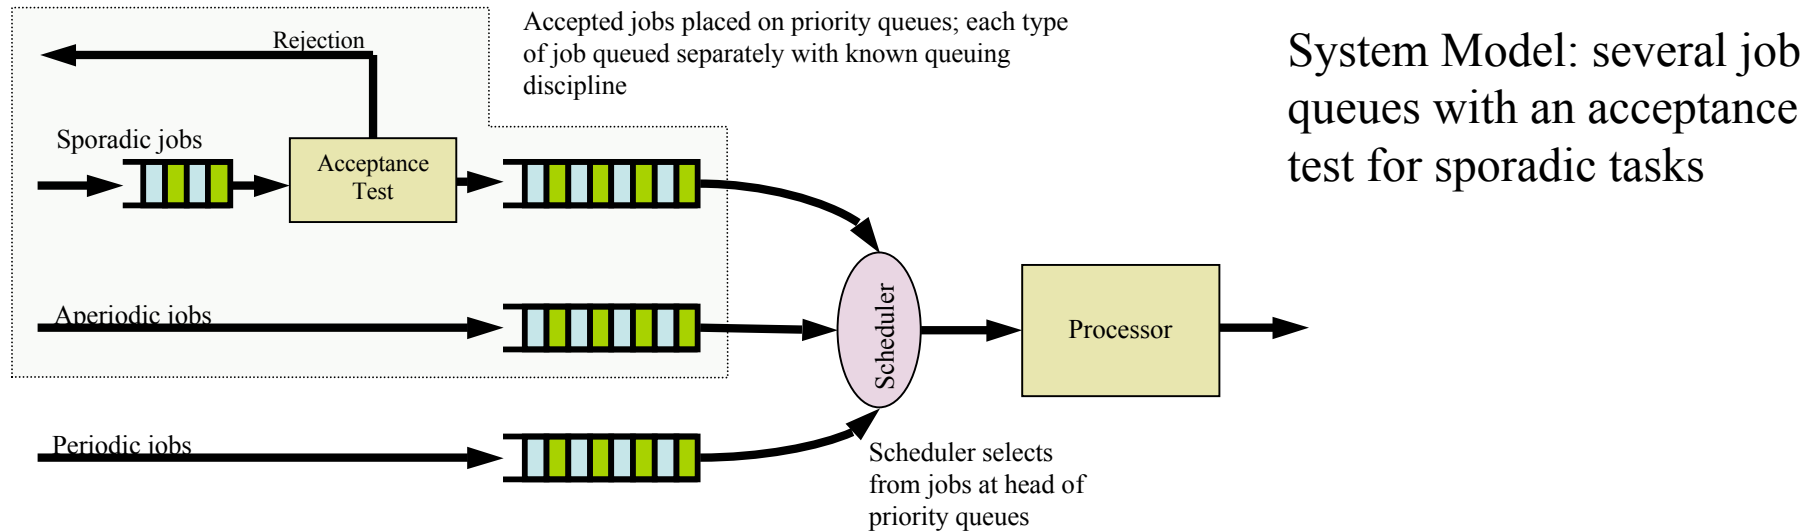 Accepted jobs placed on priority queues; each type
of job queued separately with known queuing
discipline
System Model: several job
queues with an acceptance
test for sporadic tasks
Rejection
Sporadic jobs
Acceptance
Test
Aperiodic jobs
Scheduler
Processor
Periodic jobs
Scheduler selects
from jobs at head of
priority queues